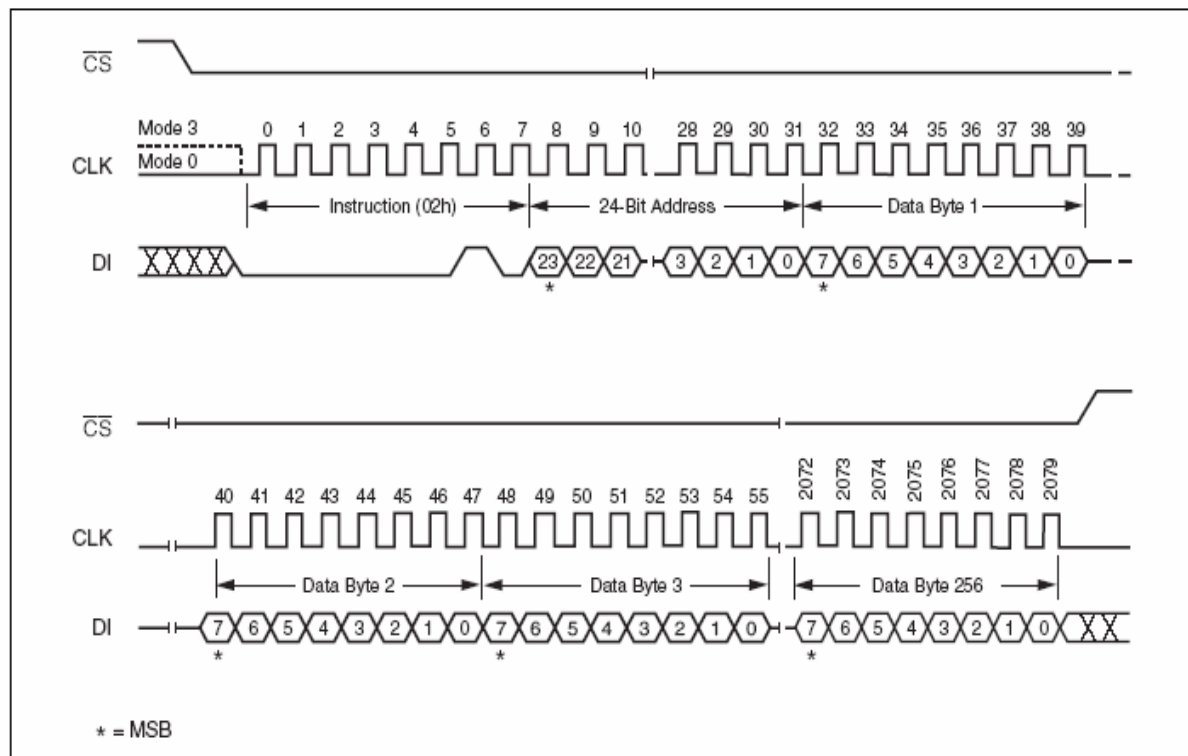 CS
Mode 3
0 1 2 3 4 5 6 7 8 9 10 28 29 30 31 32 33 34 35 36 37 38 39
Mode 0
CLK
Instruction (02h) 24-Bit Address Data Byte 1
DI 23 22 21 3 2 1 0 7 6 5 4 3 2 1 0
* *
CS
40 41 42 43 44 45 46 47 48 49 50 51 52 53 54 55 2072 2073 2074 2075 2076 2077 2078 2079
CLK
Data Byte 2 Data Byte 3 Data Byte 256
DI 7 6 5 4 3 2 1 0 7 6 5 4 3 2 1 0 7 6 5 4 3 2 1 0
* * *
* = MSB